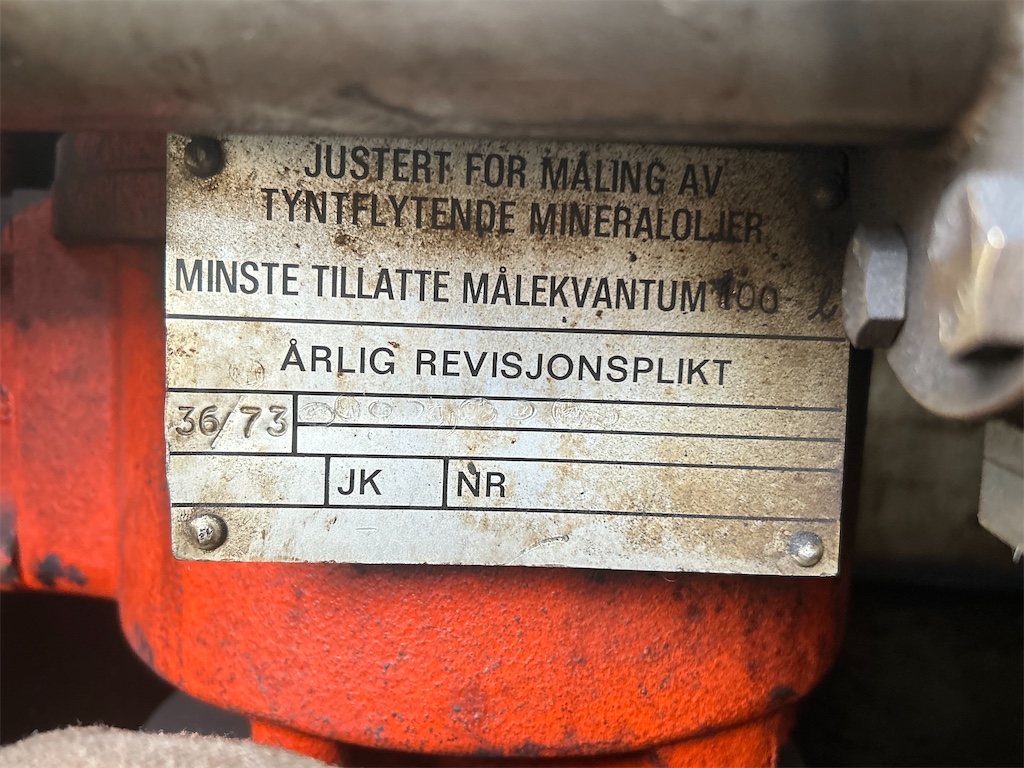 JUSTERT FOR MÅLING AV
TYNTFLYTENDE MINERALOLJER
MINSTE TILLATTE MÅLEKVANTUM 100 l
ÅRLIG REVISJONSPLIKT
36/73
JK NR